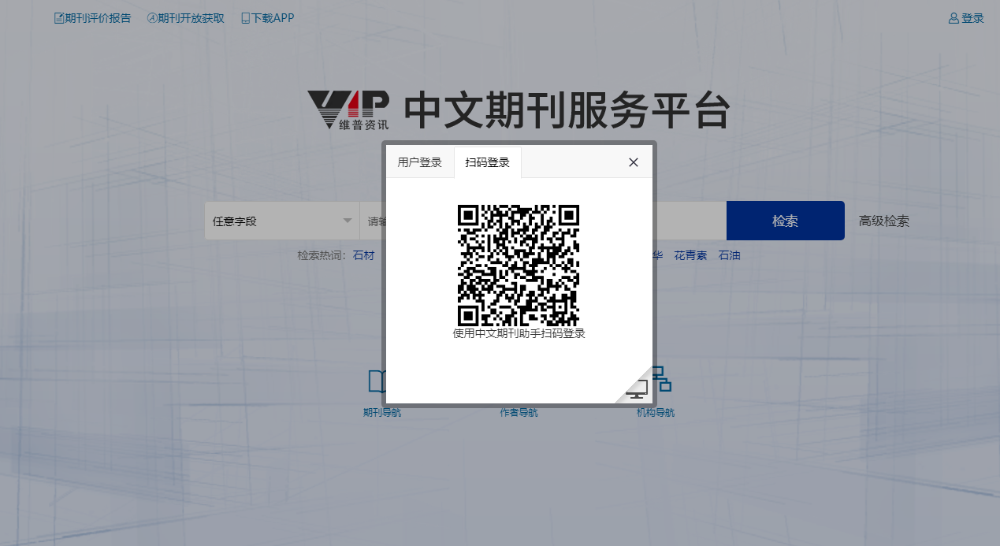 期刊评价报告 期刊开放获取 下载APP 登录
VIP 维普资讯
中文期刊服务平台
用户登录 扫码登录
任意字段 请输 检索 高级检索
检索热词： 石材 华 花青素 石油
使用中文期刊助手扫码登录
期刊导航 作者导航 机构导航